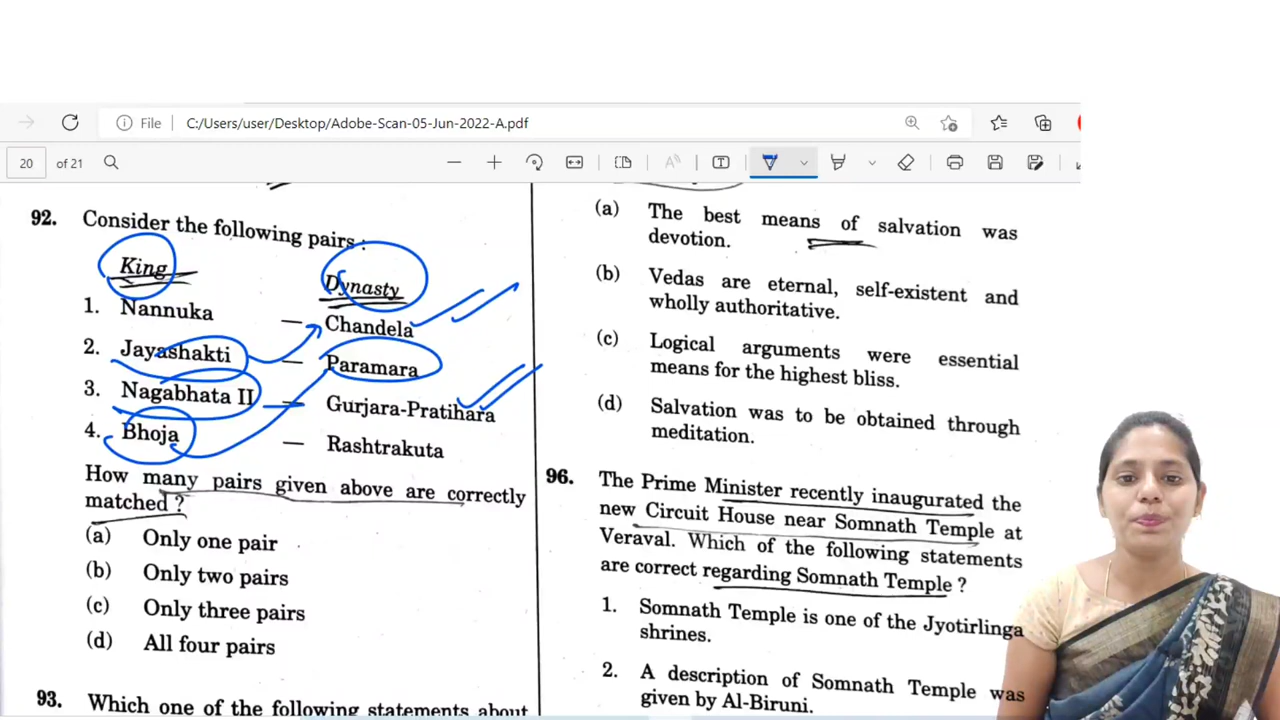 File
C:/Users/user/Desktop/Adobe-Scan-05-Jun-2022-A.pdf
20 of 21
92. Consider the following pairs :
King Dynasty
1. Nannuka — Chandela
2. Jayashakti — Paramara
3. Nagabhata II — Gurjara-Pratihara
4. Bhoja — Rashtrakuta
How many pairs given above are correctly
matched ?
(a) Only one pair
(b) Only two pairs
(c) Only three pairs
(d) All four pairs
93. Which one of the following statements about
(a) The best means of salvation was
devotion.
(b) Vedas are eternal, self-existent and
wholly authoritative.
(c) Logical arguments were essential
means for the highest bliss.
(d) Salvation was to be obtained through
meditation.
96. The Prime Minister recently inaugurated the
new Circuit House near Somnath Temple at
Veraval. Which of the following statements
are correct regarding Somnath Temple ?
1. Somnath Temple is one of the Jyotirlinga
shrines.
2. A description of Somnath Temple was
given by Al-Biruni.